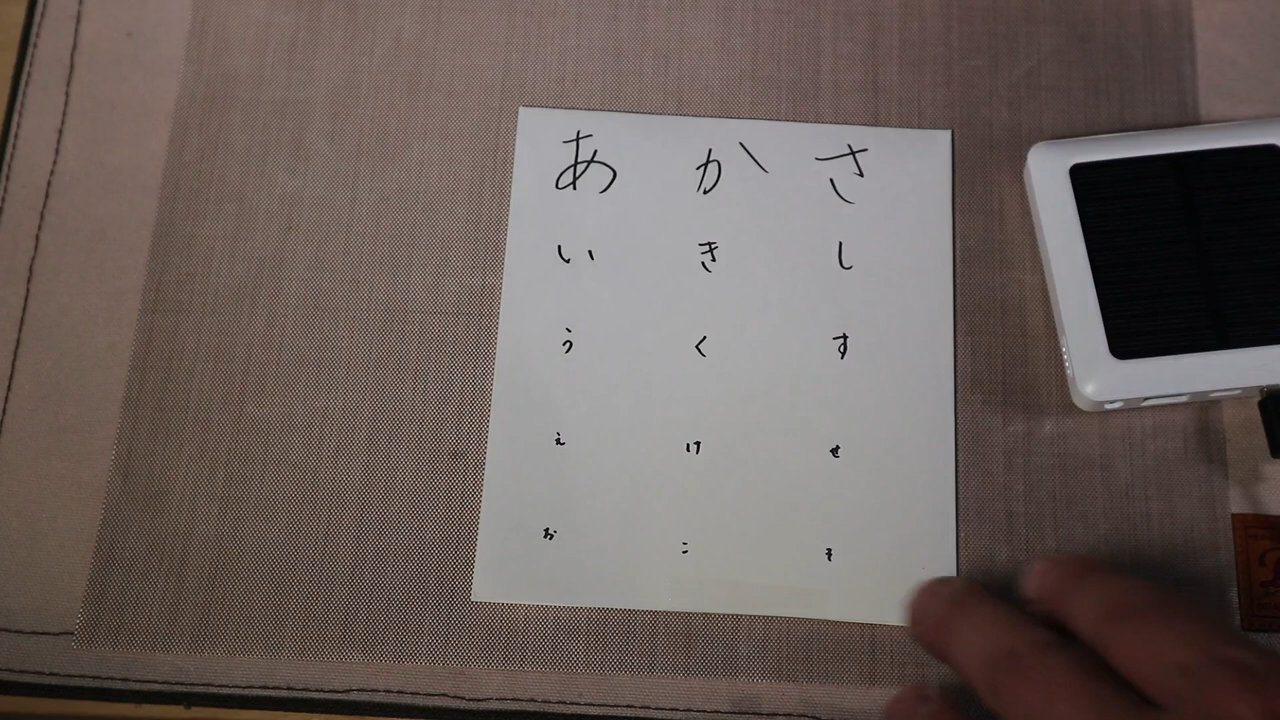 あ か さ
い き し
う く す
え け せ
お こ そ